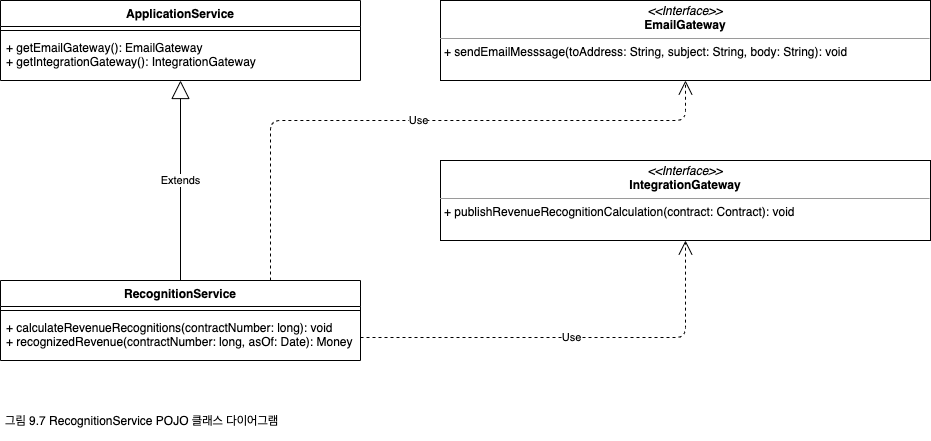 ApplicationService
+ getEmailGateway(): EmailGateway
+ getIntegrationGateway(): IntegrationGateway
<<Interface>>
EmailGateway
+ sendEmailMesssage(toAddress: String, subject: String, body: String): void
Use
Extends
<<Interface>>
IntegrationGateway
+ publishRevenueRecognitionCalculation(contract: Contract): void
RecognitionService
+ calculateRevenueRecognitions(contractNumber: long): void
+ recognizedRevenue(contractNumber: long, asOf: Date): Money
Use
그림 9.7 RecognitionService POJO 클래스 다이어그램